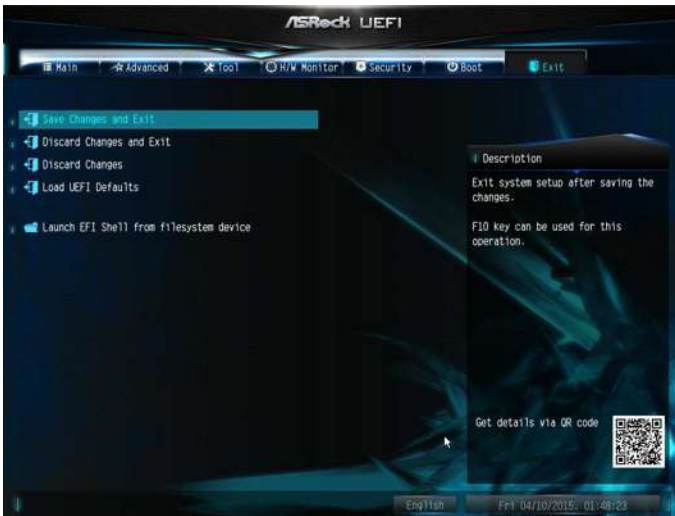 ASRock UEFI
Main Advanced Tool H/W Monitor Security Boot Exit
Save Changes and Exit
Discard Changes and Exit
Discard Changes
Load UEFI Defaults
Launch EFI Shell from filesystem device
Description
Exit system setup after saving the
changes.
F10 key can be used for this
operation.
Get details via QR code
English Fri 04/10/2015, 01:48:23